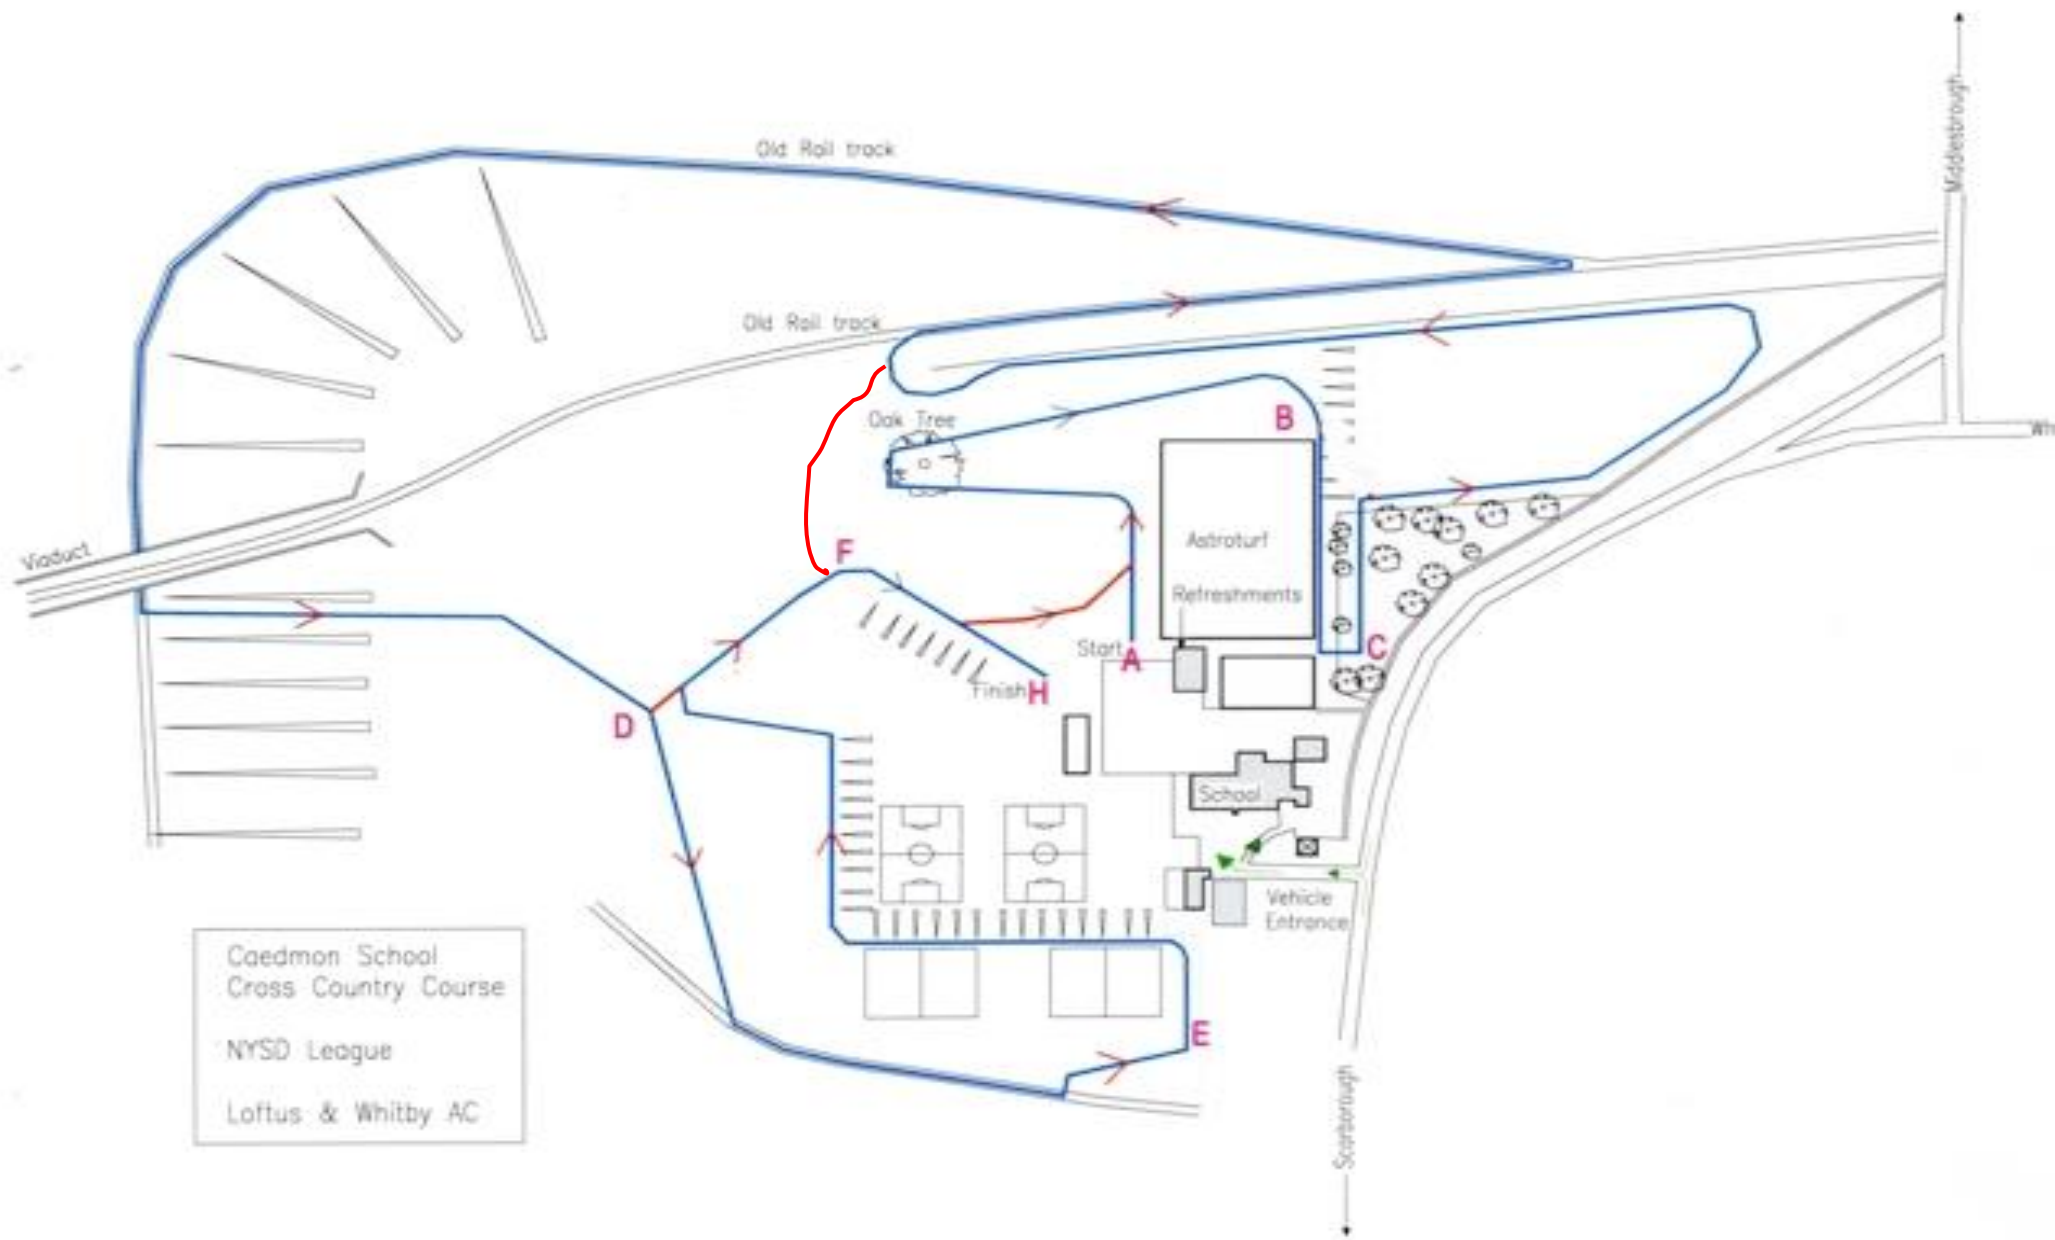 Middlesbrough
Old Rail track
Old Rail track
Oak Tree
B
Wh
Viaduct
Astroturf
F
Refreshments
Start
A
C
Finish
H
D
School
Vehicle
Entrance
Caedmon School
Cross Country Course
NYSD League
Loftus & Whitby AC
E
Scarborough